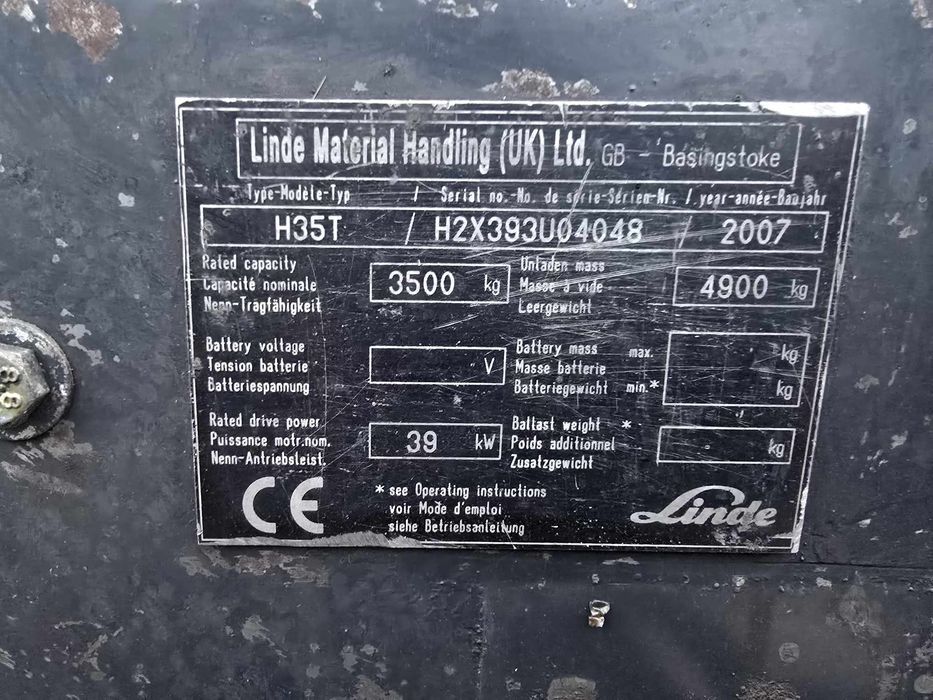 Linde Material Handling (UK) Ltd. GB - Basingstoke
Type-Modèle-Typ / Serial no.-No. de série-Serien-Nr. / year-année-Baujahr
H35T / H2X393U04048 / 2007
Rated capacity
Capacité nominale
Nenn-Tragfähigkeit
3500 kg
Unladen mass
Masse à vide
Leergewicht
4900 kg
Battery voltage
Tension batterie
Batteriespannung
V
Battery mass max.
Masse batterie
Batteriegewicht min.*
kg
kg
Rated drive power
Puissance motr.nom.
Nenn-Antriebsleist.
39 kW
Ballast weight *
Poids additionnel
Zusatzgewicht
kg
CE
* see Operating instructions
voir Mode d'emploi
siehe Betriebsanleitung
Linde
8.8